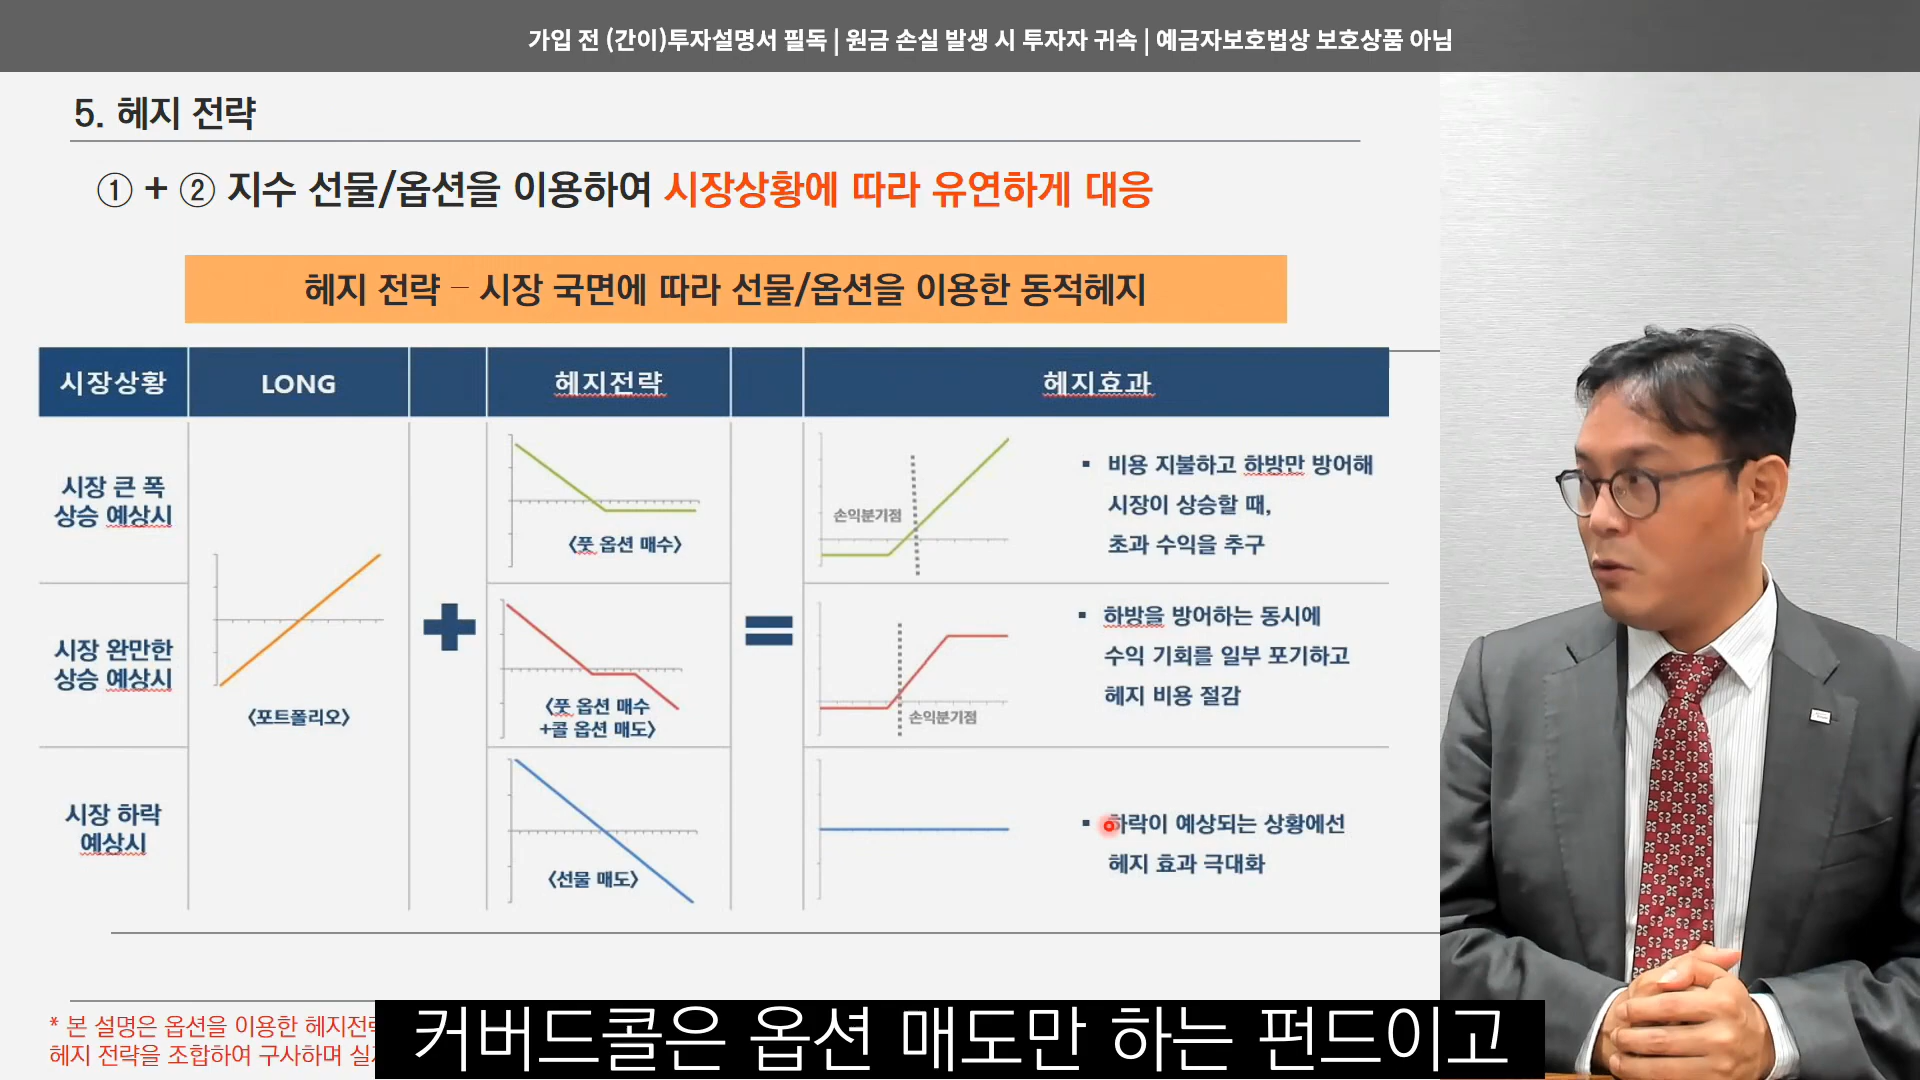 가입 전 (간이)투자설명서 필독 | 원금 손실 발생 시 투자자 귀속 | 예금자보호법상 보호상품 아님
5. 헤지 전략
① + ② 지수 선물/옵션을 이용하여 시장상황에 따라 유연하게 대응
헤지 전략 – 시장 국면에 따라 선물/옵션을 이용한 동적헤지
시장상황
LONG
헤지전략
헤지효과
시장 큰 폭
상승 예상시
<풋 옵션 매수>
손익분기점
▪ 비용 지불하고 하방만 방어해
시장이 상승할 때,
초과 수익을 추구
시장 완만한
상승 예상시
<포트폴리오>
<풋 옵션 매수
+콜 옵션 매도>
손익분기점
▪ 하방을 방어하는 동시에
수익 기회를 일부 포기하고
헤지 비용 절감
시장 하락
예상시
<선물 매도>
▪ 하락이 예상되는 상황에선
헤지 효과 극대화
* 본 설명은 옵션을 이용한
헤지 전략을 조합하여 구사하며
커버드콜은 옵션 매도만 하는 펀드이고